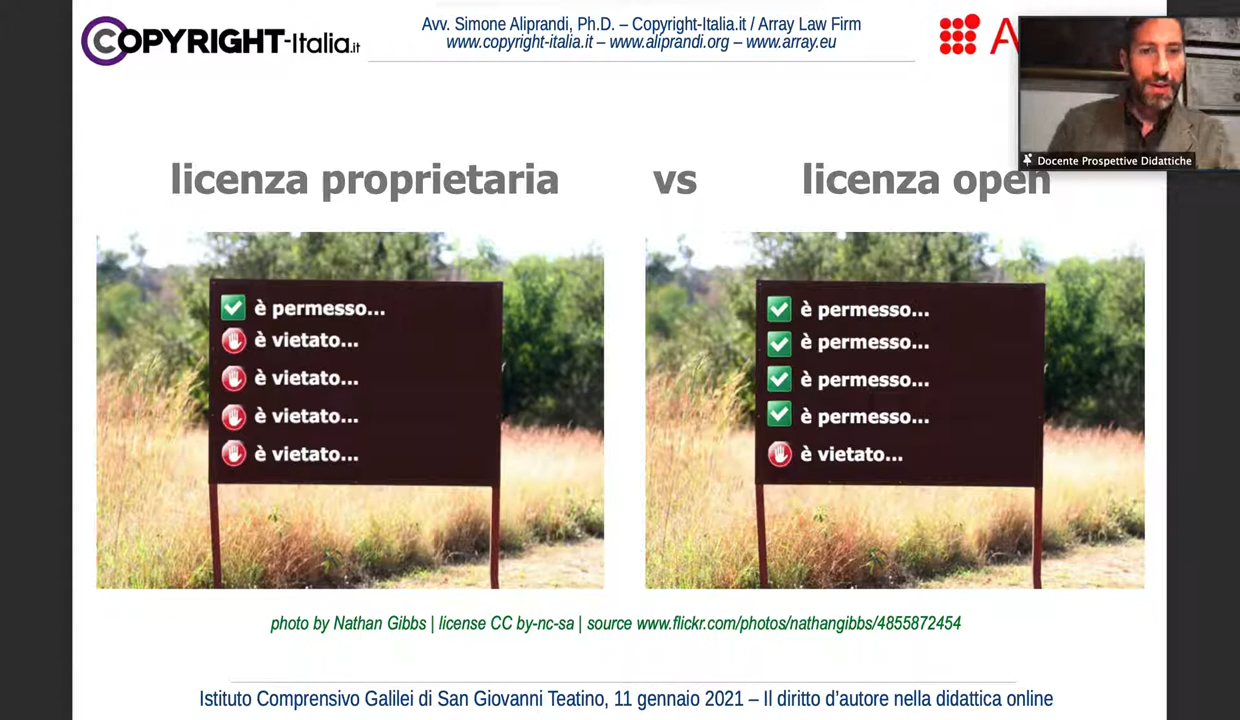 COPYRIGHT-Italia.it
Avv. Simone Aliprandi, Ph.D. – Copyright-Italia.it / Array Law Firm
www.copyright-italia.it – www.aliprandi.org – www.array.eu
Docente Prospettive Didattiche
licenza proprietaria vs licenza open
è permesso...
è vietato...
è vietato...
è vietato...
è vietato...
è permesso...
è permesso...
è permesso...
è permesso...
è vietato...
photo by Nathan Gibbs | license CC by-nc-sa | source www.flickr.com/photos/nathangibbs/4855872454
Istituto Comprensivo Galilei di San Giovanni Teatino, 11 gennaio 2021 – Il diritto d'autore nella didattica online